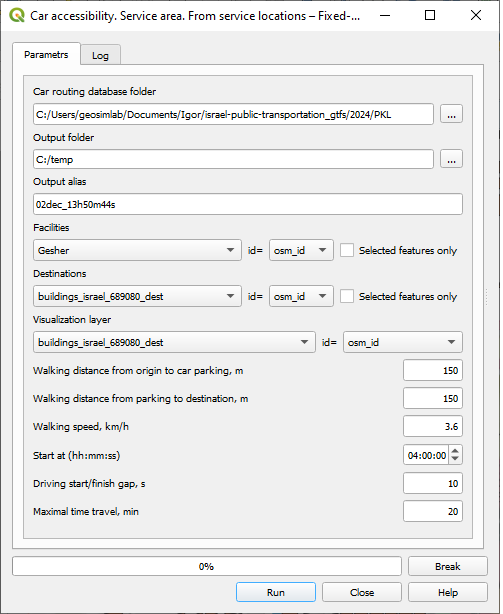 Car accessibility. Service area. From service locations – Fixed-...
Parametrs Log
Car routing database folder
C:/Users/geosimlab/Documents/Igor/israel-public-transportation_gtfs/2024/PKL ...
Output folder
C:/temp ...
Output alias
02dec_13h50m44s
Facilities
Gesher id= osm_id Selected features only
Destinations
buildings_israel_689080_dest id= osm_id Selected features only
Visualization layer
buildings_israel_689080_dest id= osm_id
Walking distance from origin to car parking, m 150
Walking distance from parking to destination, m 150
Walking speed, km/h 3.6
Start at (hh:mm:ss) 04:00:00
Driving start/finish gap, s 10
Maximal time travel, min 20
0% Break
Run Close Help